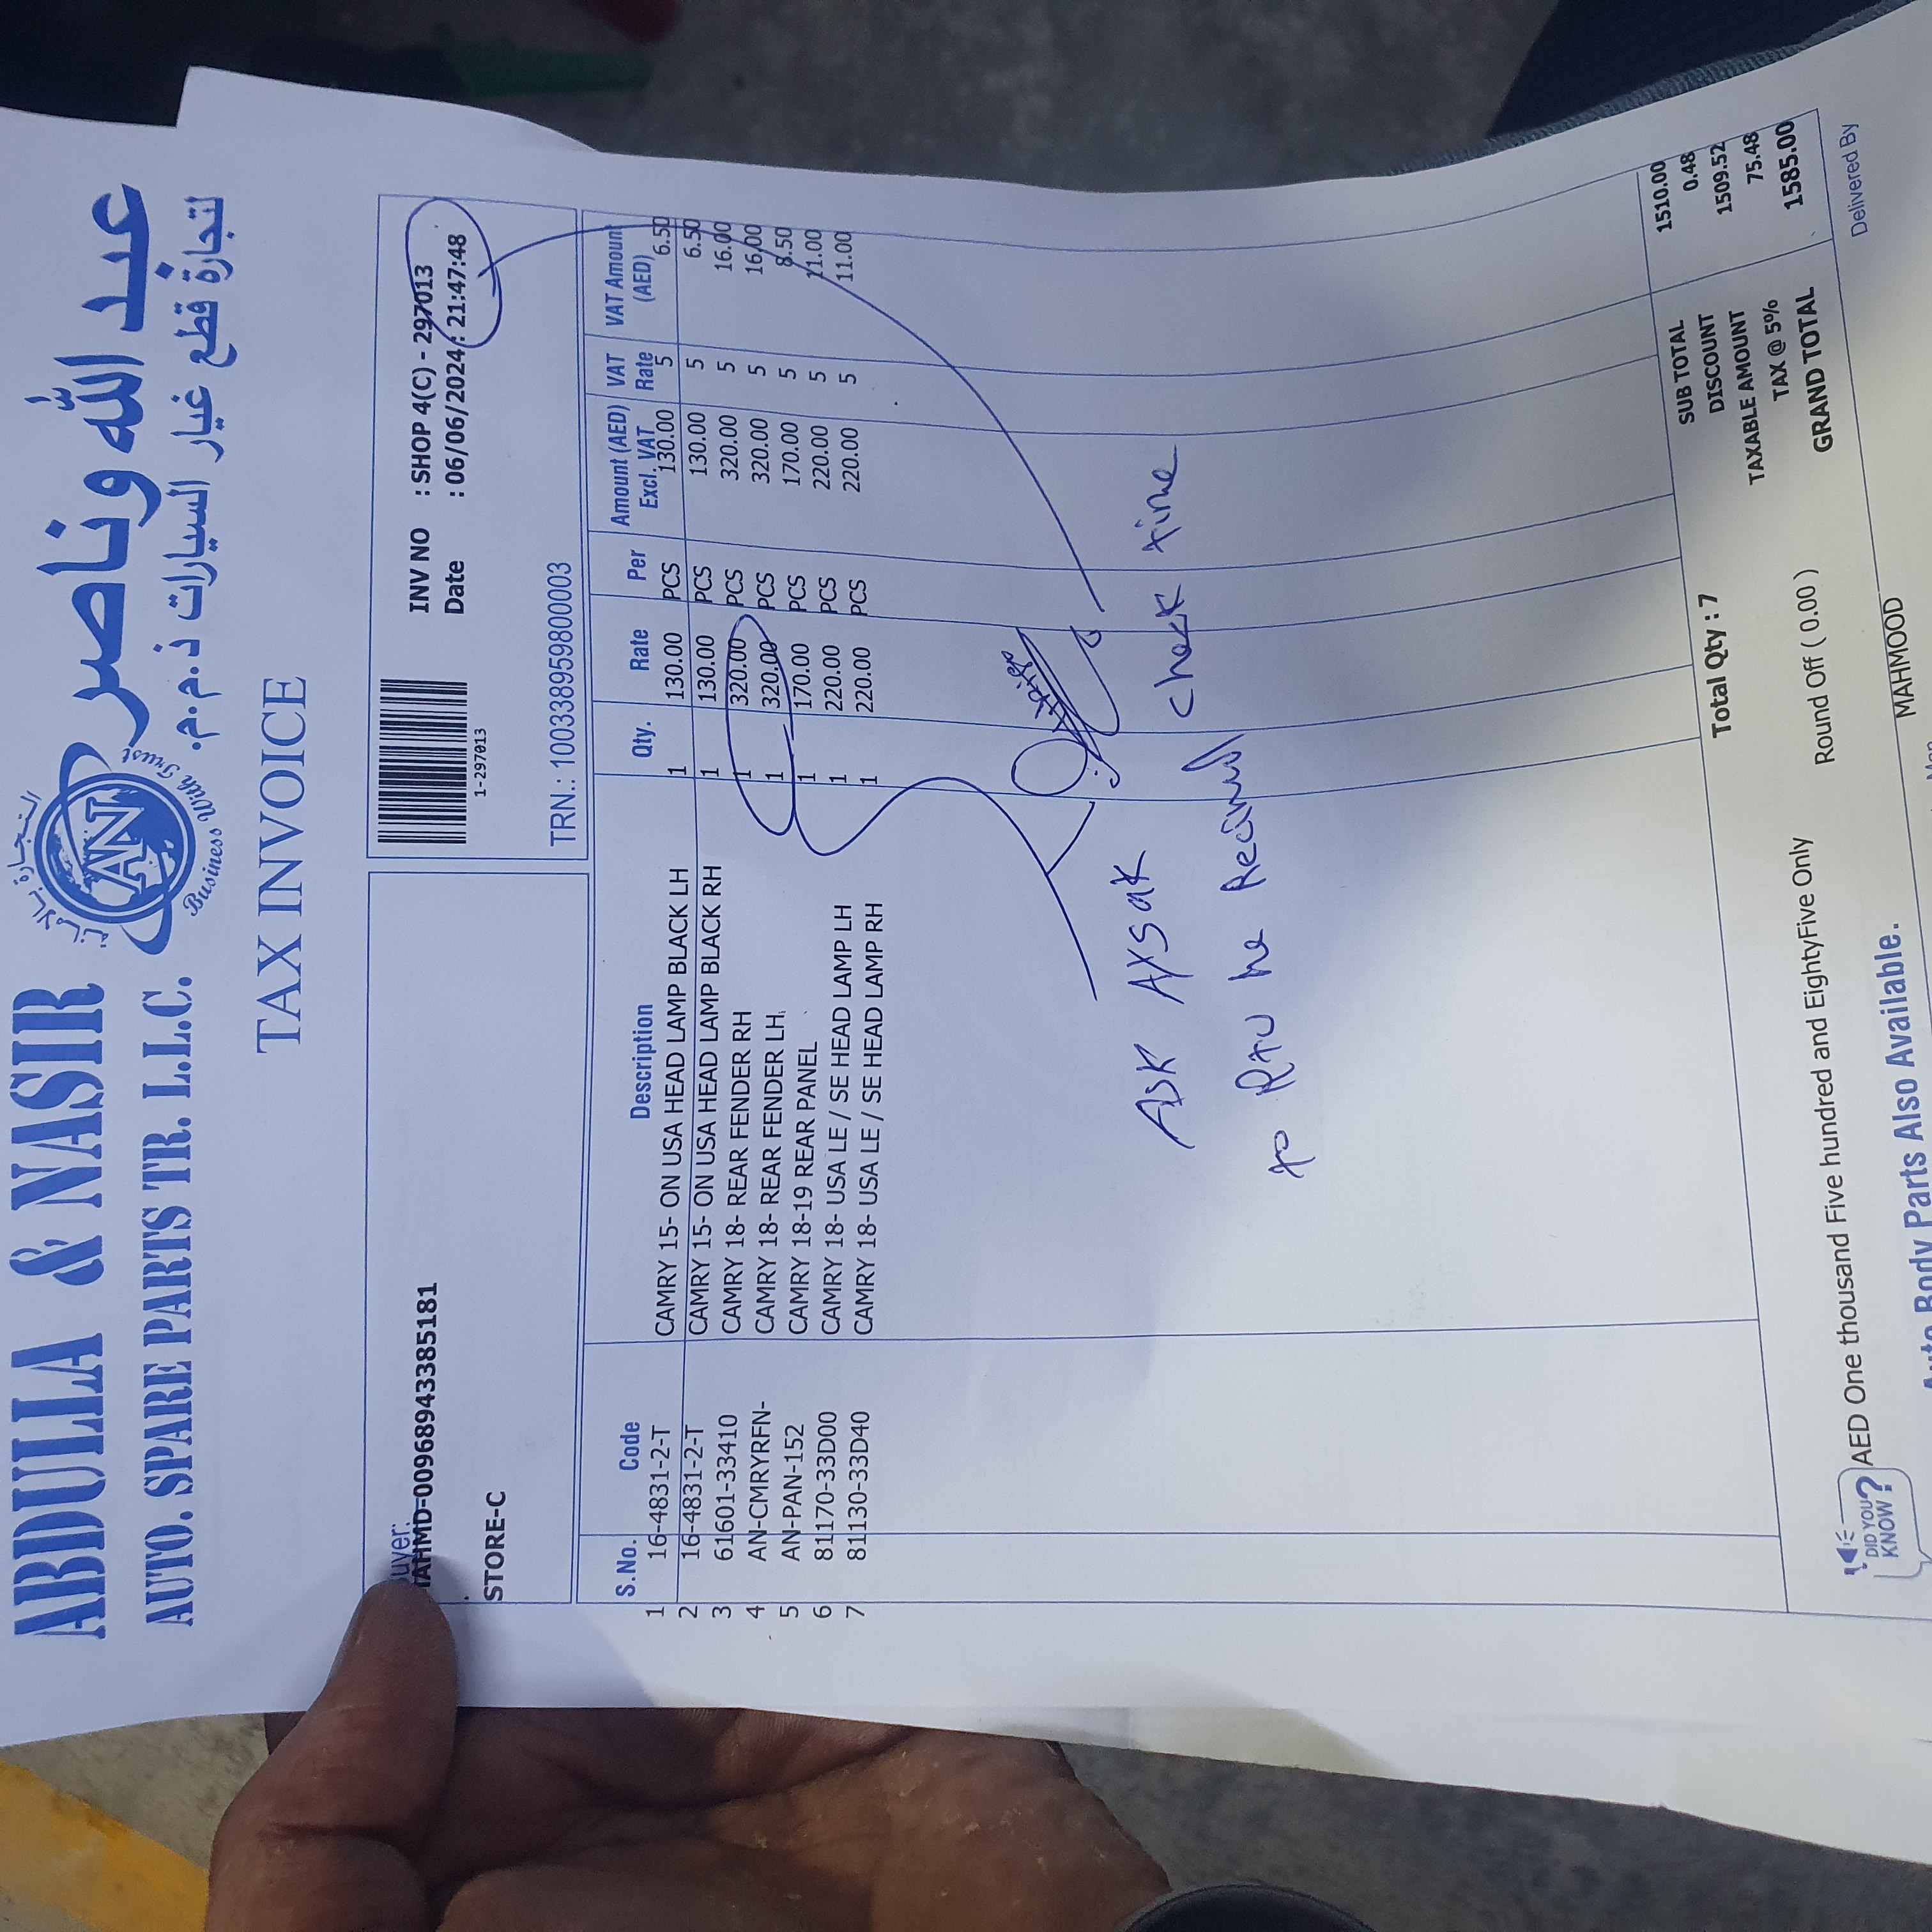 عبد الله وناصر
لتجارة قطع غيار السيارات ذ.م.م.
ABDULLA & NASIR
AUTO. SPARE PARTS TR. L.L.C.
AN
Business With Trust
TAX INVOICE
Buyer:
-00968943385181
STORE-C
1-297013
INV NO : SHOP 4(C) - 297013
Date : 06/06/2024 : 21:47:48
TRN.: 100338959800003
S.No. Code Description Qty. Rate Per Amount (AED) Excl. VAT VAT Rate VAT Amount (AED)
1 16-4831-2-T CAMRY 15- ON USA HEAD LAMP BLACK LH 1 130.00 PCS 130.00 5 6.50
2 16-4831-2-T CAMRY 15- ON USA HEAD LAMP BLACK RH 1 130.00 PCS 130.00 5 6.50
3 61601-33410 CAMRY 18- REAR FENDER RH 1 320.00 PCS 320.00 5 16.00
4 AN-CMRYRFN- CAMRY 18- REAR FENDER LH 1 320.00 PCS 320.00 5 16.00
5 AN-PAN-152 CAMRY 18-19 REAR PANEL 1 170.00 PCS 170.00 5 8.50
6 81170-33D00 CAMRY 18- USA LE / SE HEAD LAMP LH 1 220.00 PCS 220.00 5 11.00
7 81130-33D40 CAMRY 18- USA LE / SE HEAD LAMP RH 1 220.00 PCS 220.00 5 11.00
Ask check time
to he
Total Qty : 7
SUB TOTAL 1510.00
DISCOUNT 0.48
TAXABLE AMOUNT 1509.52
TAX @ 5% 75.48
GRAND TOTAL 1585.00
Round Off ( 0.00 )
AED One thousand Five hundred and EightyFive Only
DID YOU KNOW?
Auto Body Parts Also Available.
MAHMOOD
Delivered By